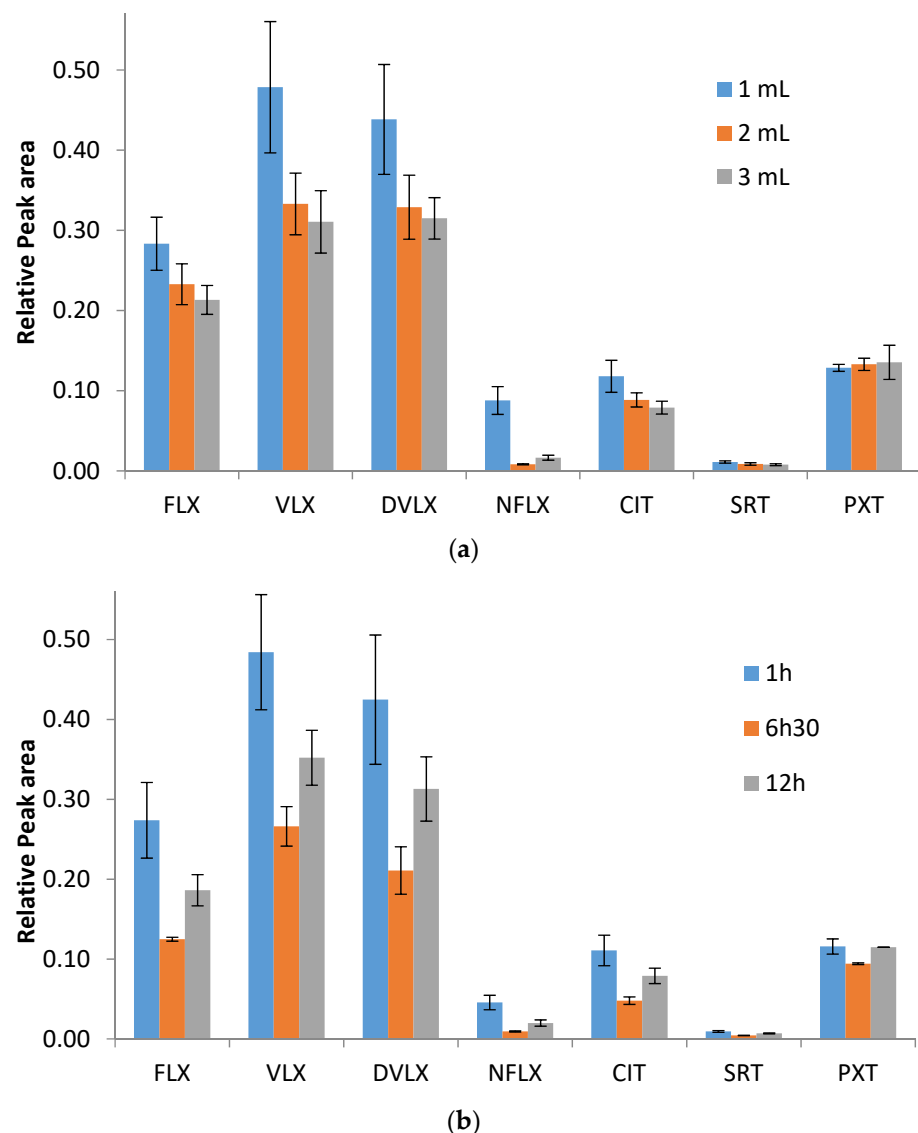 Relative Peak area
0.50
0.40
0.30
0.20
0.10
0.00
1 mL
2 mL
3 mL
FLX VLX DVLX NFLX CIT SRT PXT
(a)
Relative Peak area
0.50
0.40
0.30
0.20
0.10
0.00
1h
6h30
12h
FLX VLX DVLX NFLX CIT SRT PXT
(b)